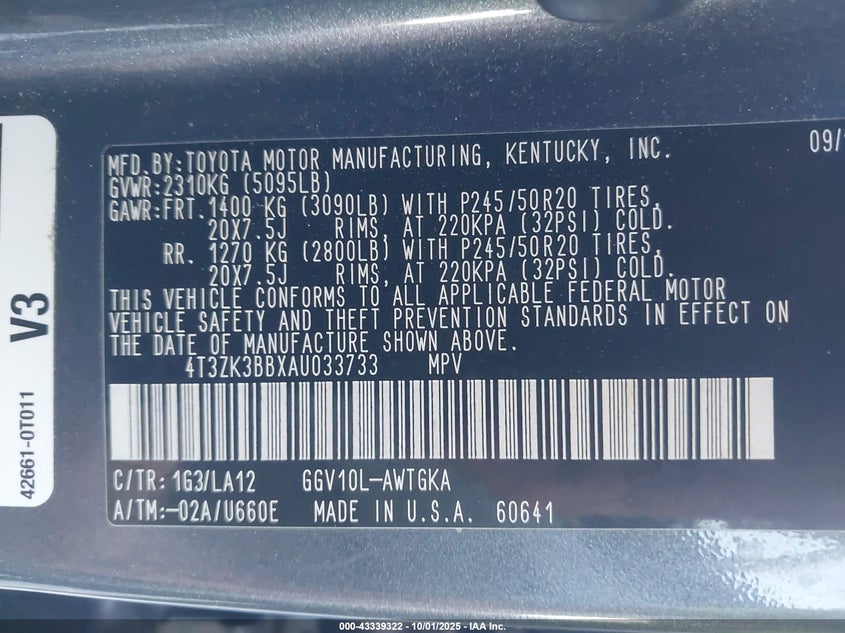 MFD.BY:TOYOTA MOTOR MANUFACTURING, KENTUCKY, INC. 09/
GVWR:2310KG (5095LB)
GAWR:FRT.1400 KG (3090LB) WITH P245/50R20 TIRES,
20X7.5J RIMS, AT 220KPA (32PSI) COLD.
RR. 1270 KG (2800LB) WITH P245/50R20 TIRES,
20X7.5J RIMS, AT 220KPA (32PSI) COLD.
THIS VEHICLE CONFORMS TO ALL APPLICABLE FEDERAL MOTOR
VEHICLE SAFETY AND THEFT PREVENTION STANDARDS IN EFFECT ON
THE DATE OF MANUFACTURE SHOWN ABOVE.
4T3ZK3BBXAU033733 MPV
C/TR: 1G3/LA12 GGV10L-AWTGKA
A/TM:-02A/U660E MADE IN U.S.A. 60641
V3
42661-0T011
000-43339322 - 10/01/2025 - IAA Inc.